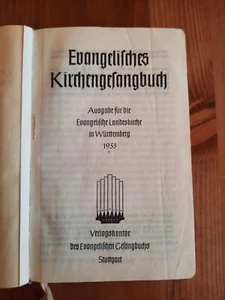 Evangelisches
Kirchengesangbuch
Ausgabe für die
Evangelische Landeskirche
in Württemberg
1953
Verlagskontor
des Evangelischen Gesangbuchs
Stuttgart